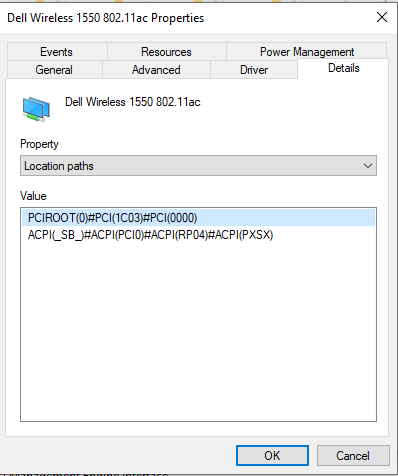 Dell Wireless 1550 802.11ac Properties
Events Resources Power Management
General Advanced Driver Details
Dell Wireless 1550 802.11ac
Property
Location paths
Value
PCIROOT(0)#PCI(1C03)#PCI(0000)
ACPI(_SB_)#ACPI(PCI0)#ACPI(RP04)#ACPI(PXSX)
OK Cancel